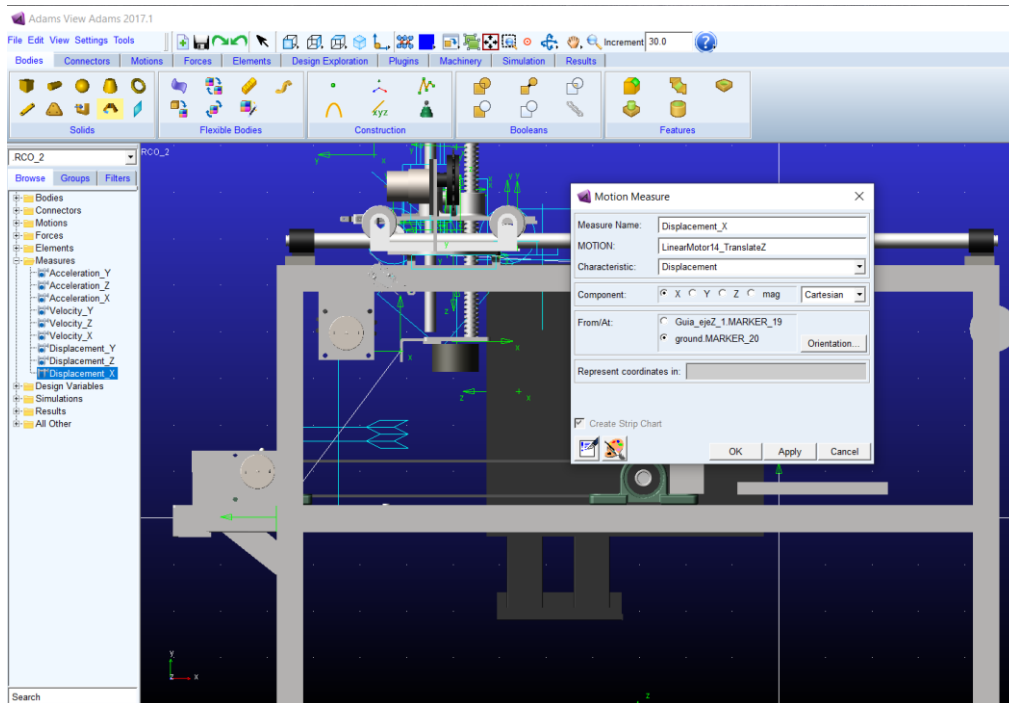 Adams View Adams 2017.1
File Edit View Settings Tools
Increment 30.0
Bodies Connectors Motions Forces Elements Design Exploration Plugins Machinery Simulation Results
Solids Flexible Bodies Construction Booleans Features
.RCO_2
RCO_2
Browse Groups Filters
Bodies
Connectors
Motions
Forces
Elements
Measures
Acceleration_Y
Acceleration_Z
Acceleration_X
Velocity_Y
Velocity_Z
Velocity_X
Displacement_Y
Displacement_Z
Displacement_X
Design Variables
Simulations
Results
All Other
Search
Motion Measure
Measure Name: Displacement_X
MOTION: LinearMotor14_TranslateZ
Characteristic: Displacement
Component: X Y Z mag Cartesian
From/At: Guia_ejeZ_1.MARKER_19
ground.MARKER_20
Orientation...
Represent coordinates in:
Create Strip Chart
OK Apply Cancel